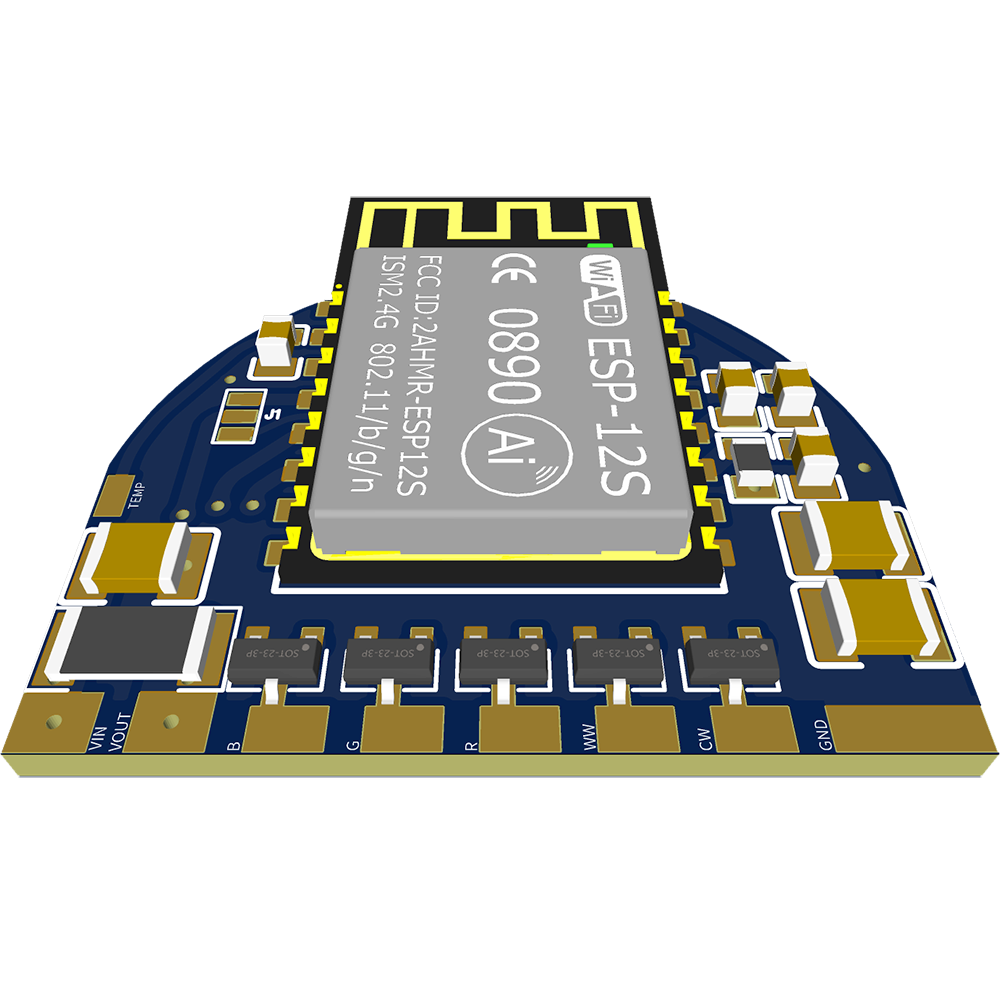 WiFi ESP-12S
CE 0890 Ai
FCC ID:2AHMR-ESP12S
ISM2.4G 802.11/b/g/n
J1
TEMP
SOT-23-3P
SOT-23-3P
SOT-23-3P
SOT-23-3P
SOT-23-3P
VIN
VOUT
B
G
R
WW
CW
GND